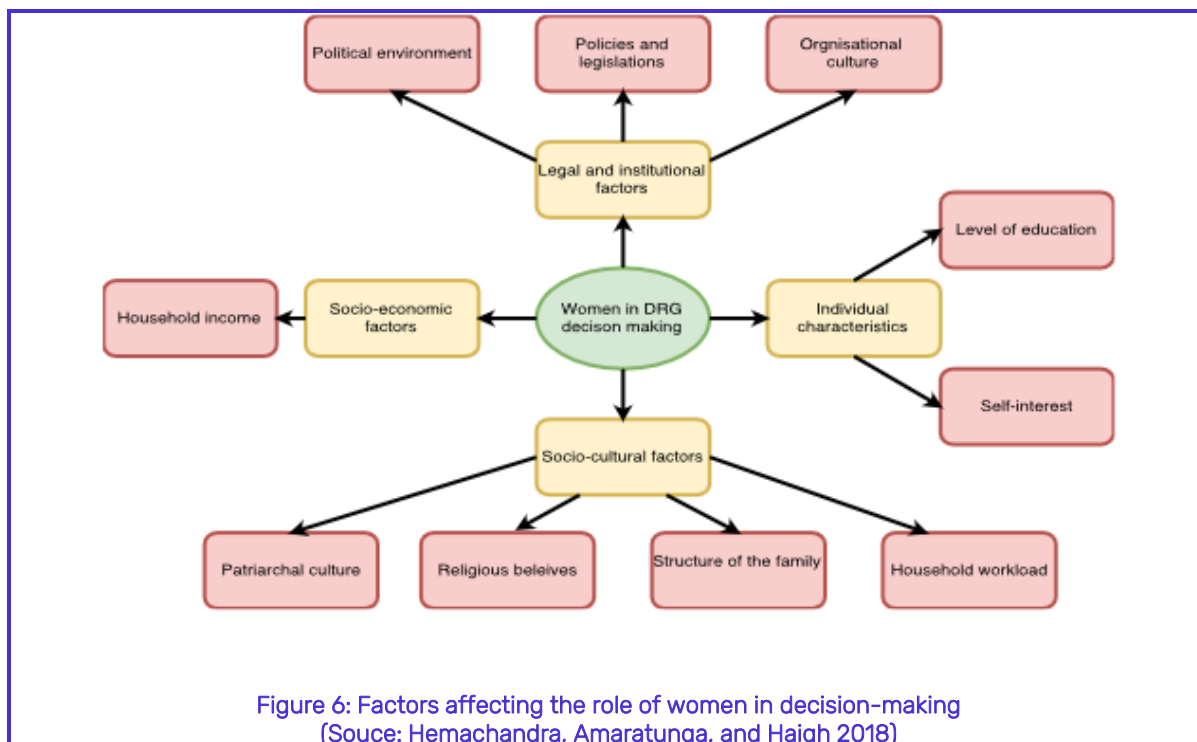 Political environment
Policies and
legislations
Orgnisational
culture
Legal and institutional
factors
Level of education
Household income
Socio-economic
factors
Women in DRG
decison making
Individual
characteristics
Self-interest
Socio-cultural factors
Patriarchal culture
Religious beleives
Structure of the family
Household workload
Figure 6: Factors affecting the role of women in decision-making
(Souce: Hemachandra, Amaratunga, and Haigh 2018)